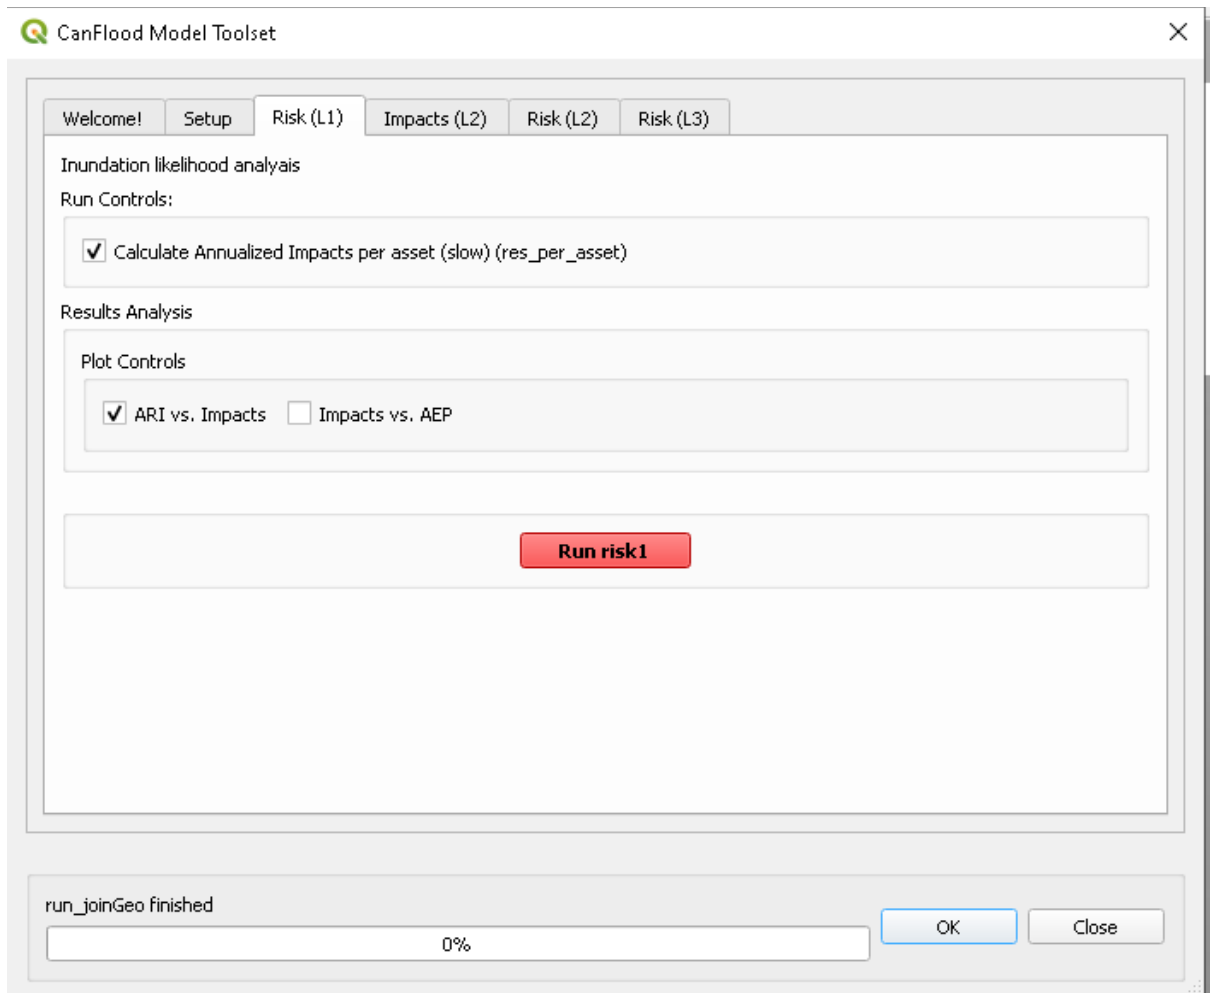 CanFlood Model Toolset
Welcome! Setup Risk (L1) Impacts (L2) Risk (L2) Risk (L3)
Inundation likelihood analyais
Run Controls:
Calculate Annualized Impacts per asset (slow) (res_per_asset)
Results Analysis
Plot Controls
ARI vs. Impacts Impacts vs. AEP
Run risk1
run_joinGeo finished
0% OK Close